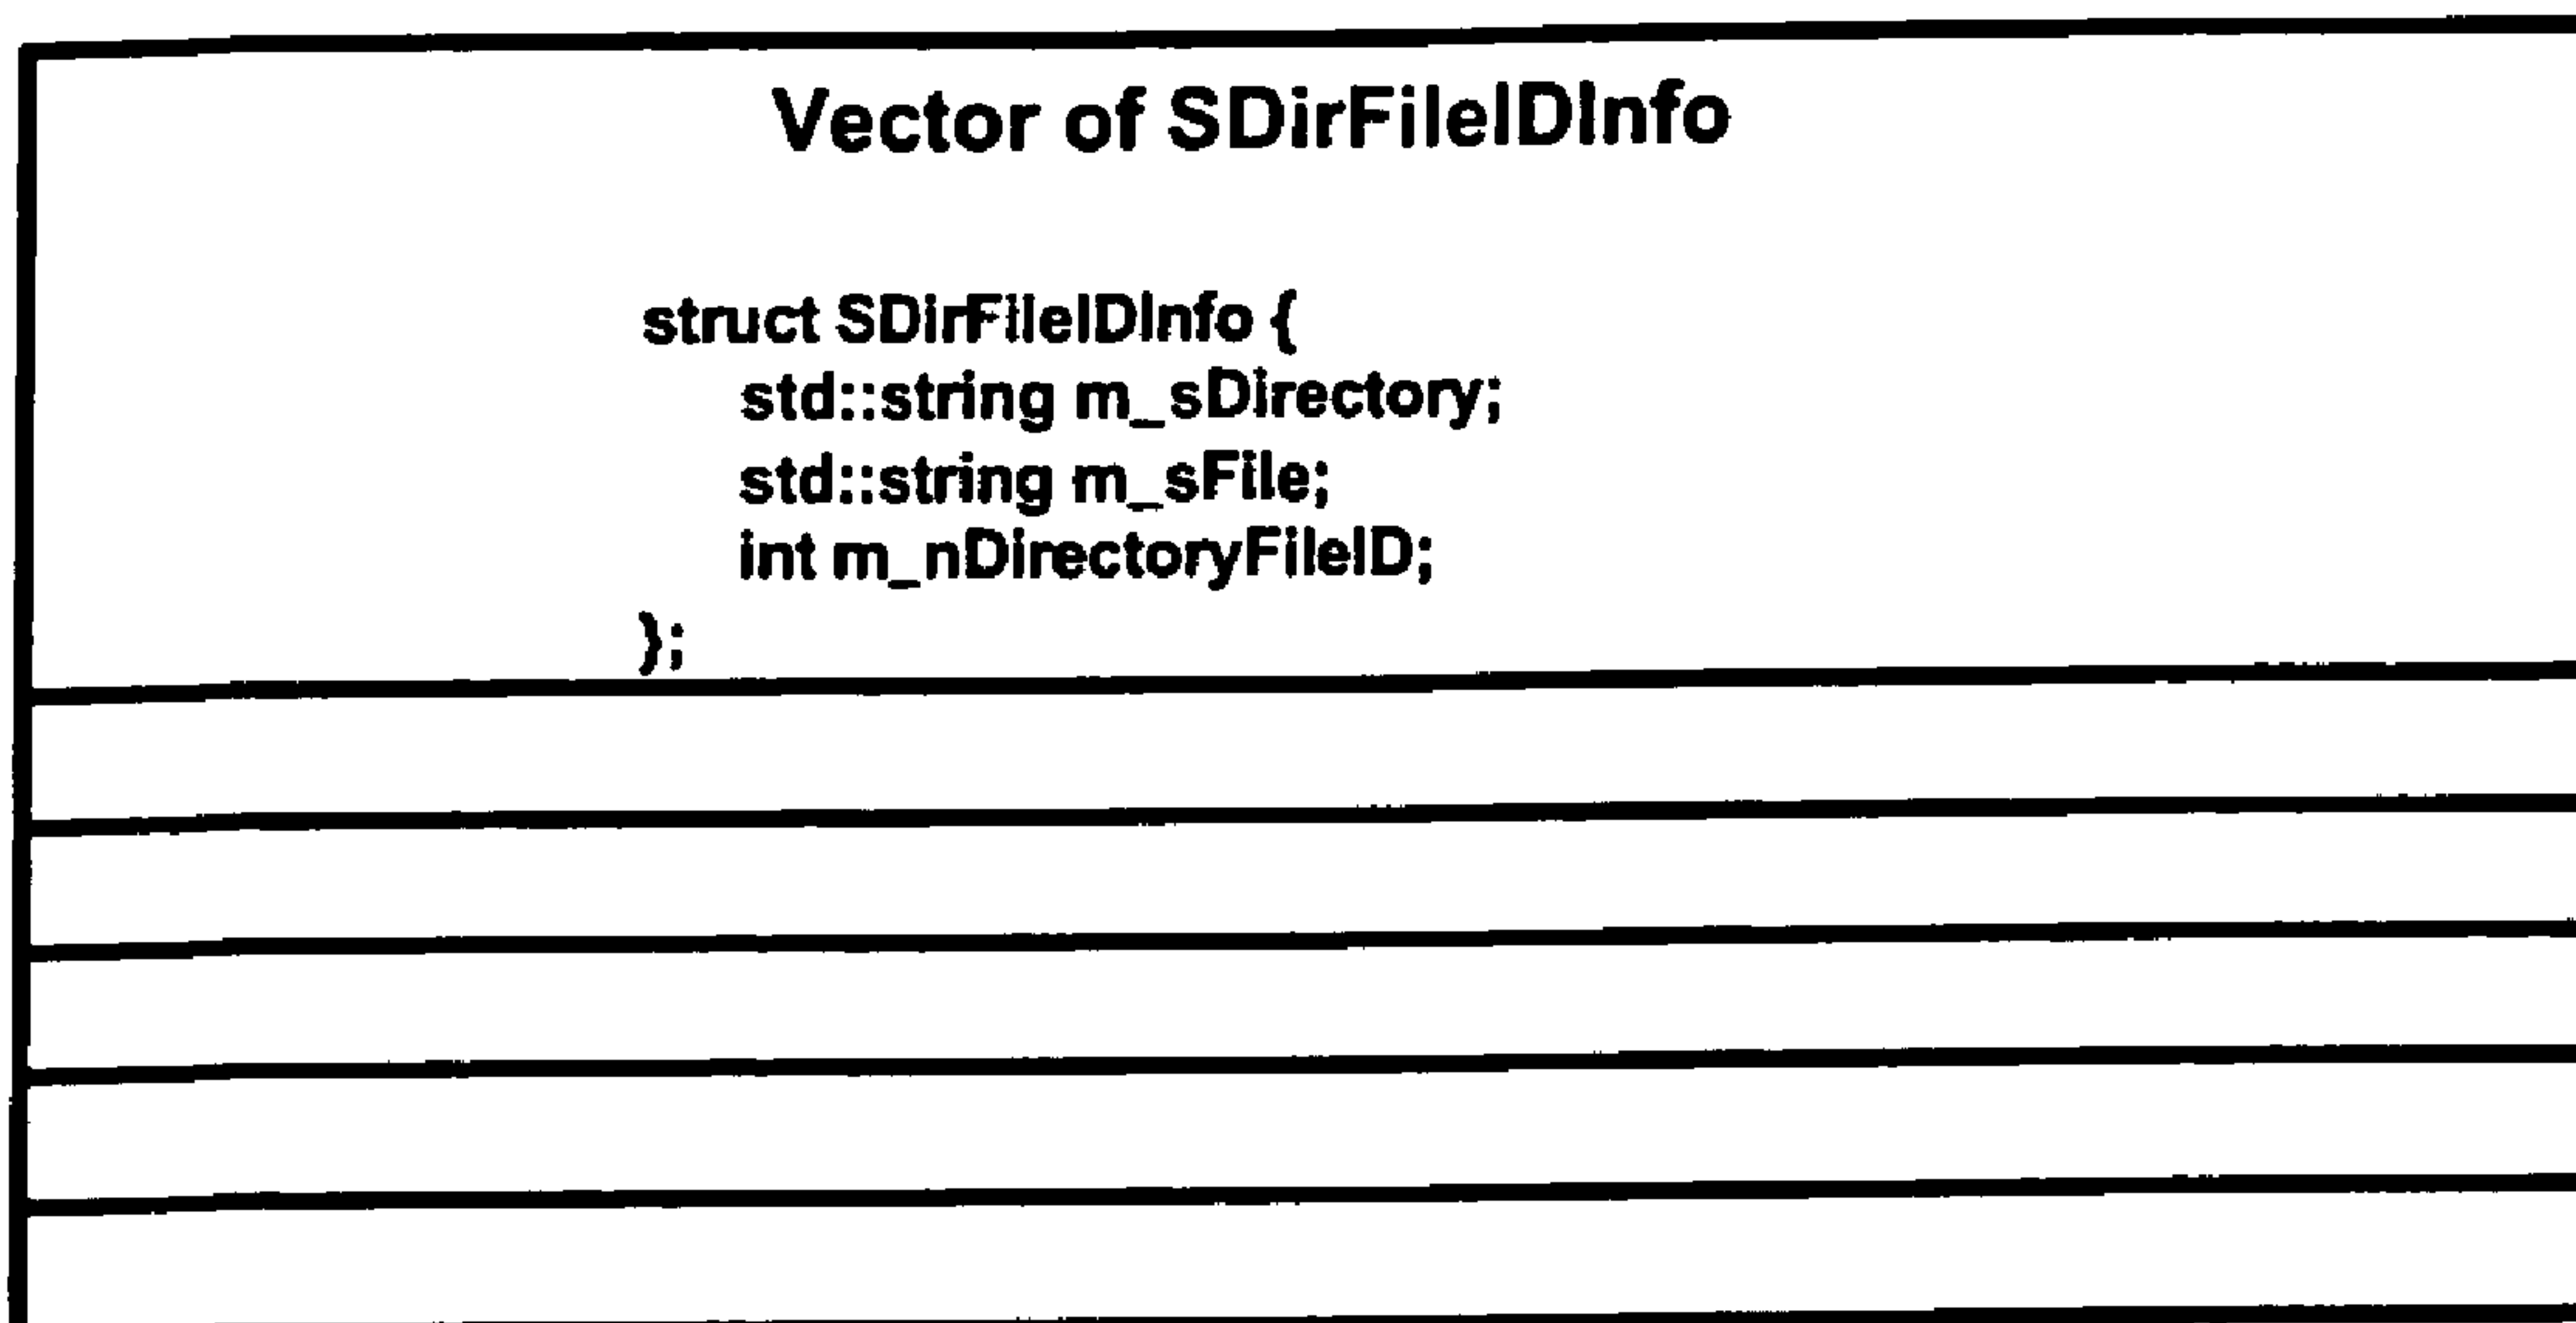 Vector of SDirFileIDInfo
struct SDirFileIDInfo {
std::string m_sDirectory;
std::string m_sFile;
int m_nDirectoryFileID;
};